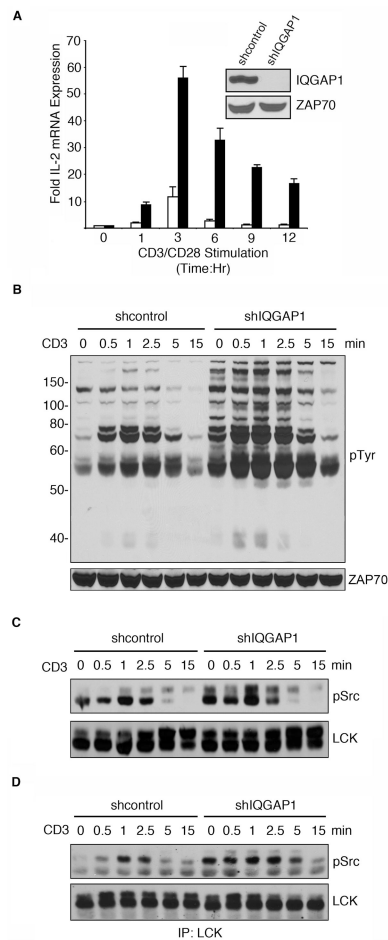 A
Fold IL-2 mRNA Expression
70
60
50
40
30
20
10
shcontrol
shIQGAP1
IQGAP1
ZAP70
0 1 3 6 9 12
CD3/CD28 Stimulation
(Time:Hr)
B
shcontrol shIQGAP1
CD3 0 0.5 1 2.5 5 15 0 0.5 1 2.5 5 15 min
150-
100-
80-
60-
50-
40-
pTyr
ZAP70
C
shcontrol shIQGAP1
CD3 0 0.5 1 2.5 5 15 0 0.5 1 2.5 5 15 min
pSrc
LCK
D
shcontrol shIQGAP1
CD3 0 0.5 1 2.5 5 15 0 0.5 1 2.5 5 15 min
pSrc
LCK
IP: LCK